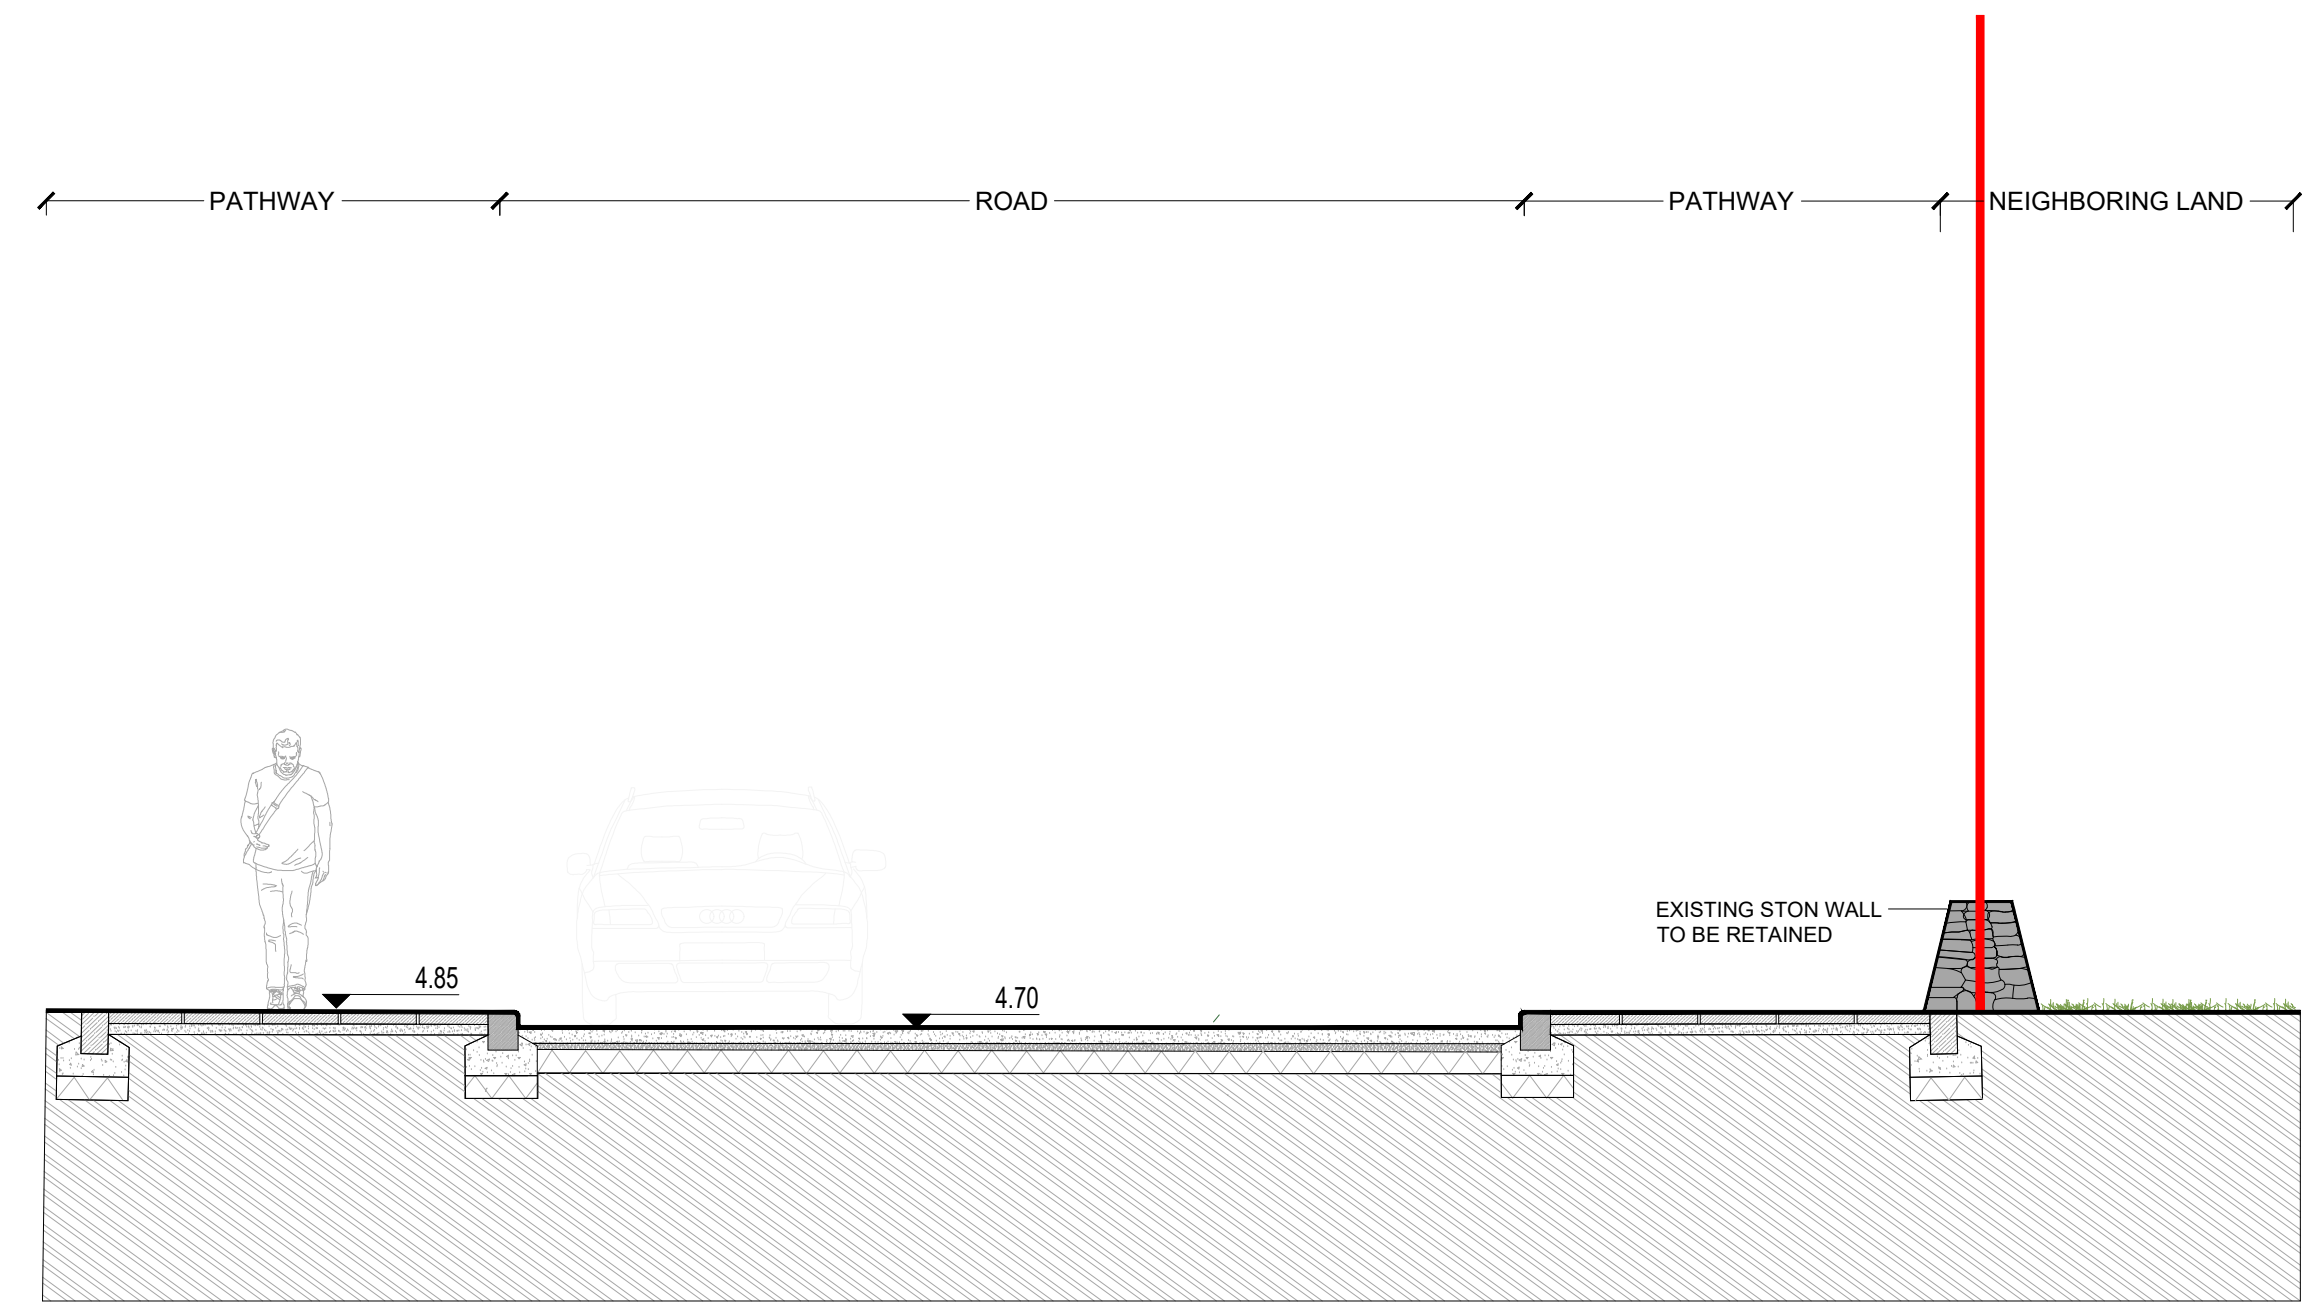 PATHWAY
ROAD
PATHWAY
NEIGHBORING LAND
EXISTING STON WALL
TO BE RETAINED
4.85
4.70